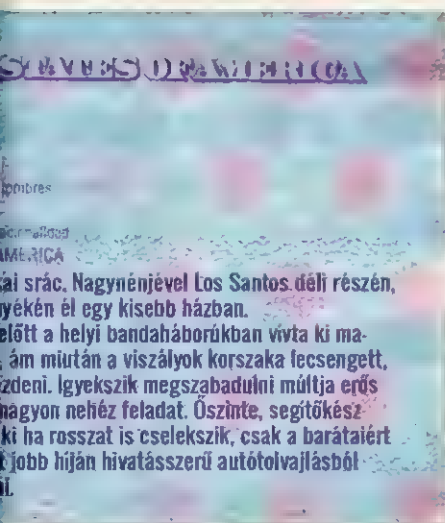 STATES OF AMERICA
ombres
AMERICA
ai srác. Nagynénjével Los Santos déli részén,
yékén él egy kisebb házban.
előtt a helyi bandaháborúkban vívta ki ma-
, ám miután a viszályok korszaka lecsengett,
zdeni. Igyekszik megszabadulni múltja erős
nagyon nehéz feladat. Őszinte, segítőkész
ki ha rosszat is cselekszik, csak a barátaiért
jobb híján hivatásszerű autótolvajlásból